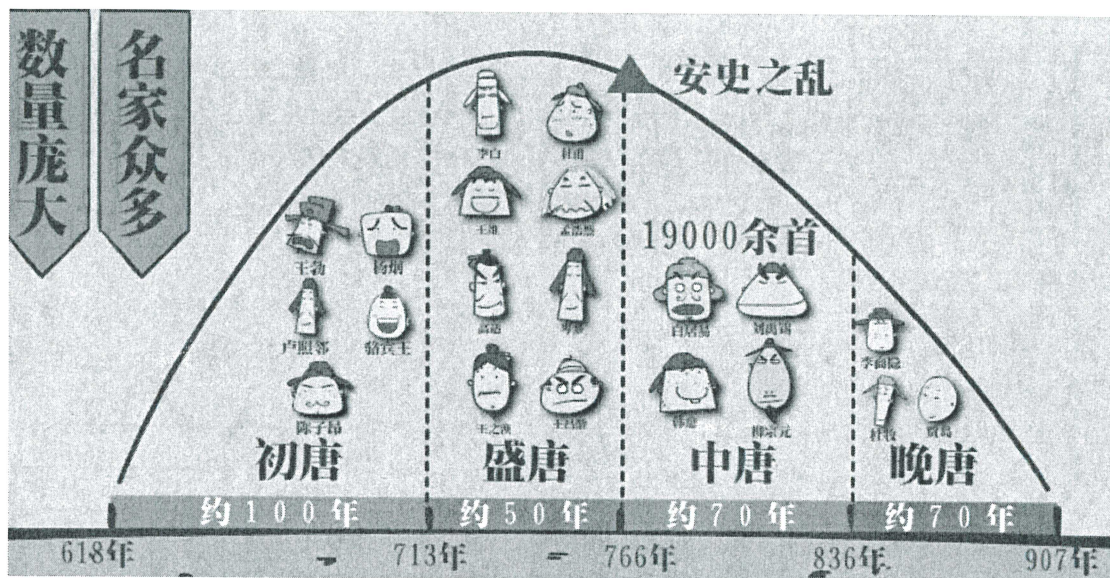 数量庞大
名家众多
安史之乱
李白
杜甫
王维
孟浩然
19000余首
王勃
杨炯
高适
岑参
白居易
刘禹锡
卢照邻
骆宾王
李商隐
陈子昂
王之涣
王昌龄
韩愈
柳宗元
杜牧
贾岛
初唐
盛唐
中唐
晚唐
约100年
约50年
约70年
约70年
618年
713年
766年
836年
907年